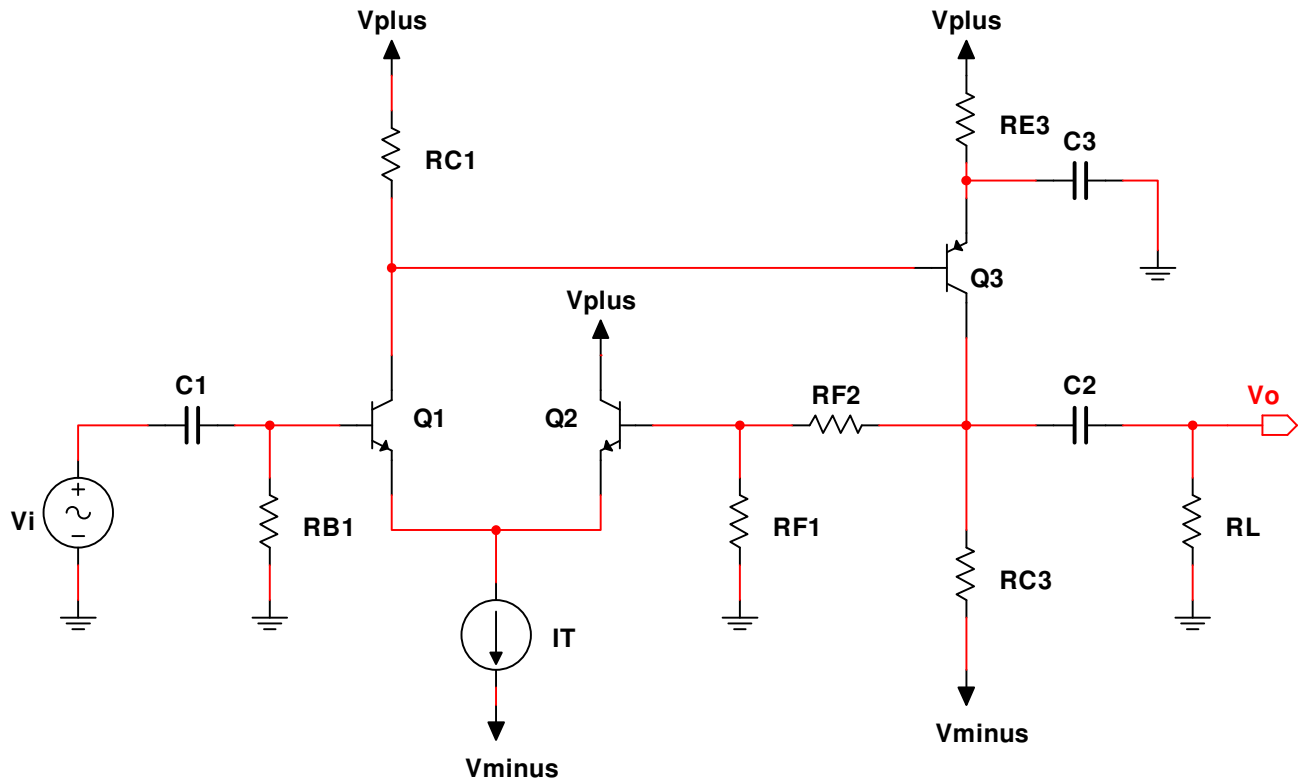 Vplus
Vplus
RE3
C3
RC1
Q3
Vplus
C1
RF2
C2
Vo
Q1
Q2
Vi
RB1
RF1
RL
RC3
IT
Vminus
Vminus